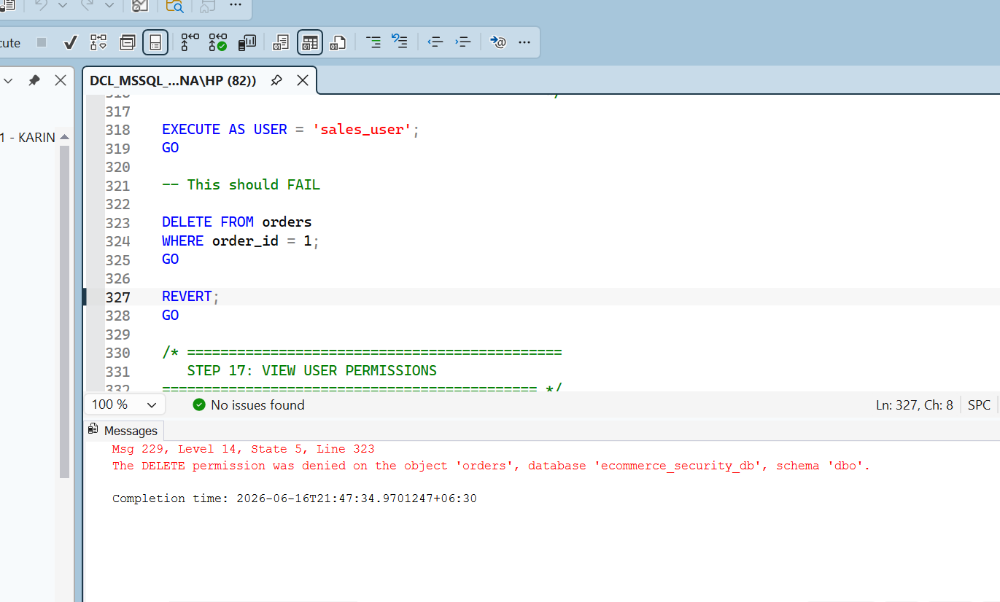 cute
DCL_MSSQL_...NA\HP (82))
1 - KARIN
317
318 EXECUTE AS USER = 'sales_user';
319 GO
320
321 -- This should FAIL
322
323 DELETE FROM orders
324 WHERE order_id = 1;
325 GO
326
327 REVERT;
328 GO
329
330 /* =============================================
331 STEP 17: VIEW USER PERMISSIONS
332 ============================================= */
100 %
No issues found
Ln: 327, Ch: 8
SPC
Messages
Msg 229, Level 14, State 5, Line 323
The DELETE permission was denied on the object 'orders', database 'ecommerce_security_db', schema 'dbo'.
Completion time: 2026-06-16T21:47:34.9701247+06:30